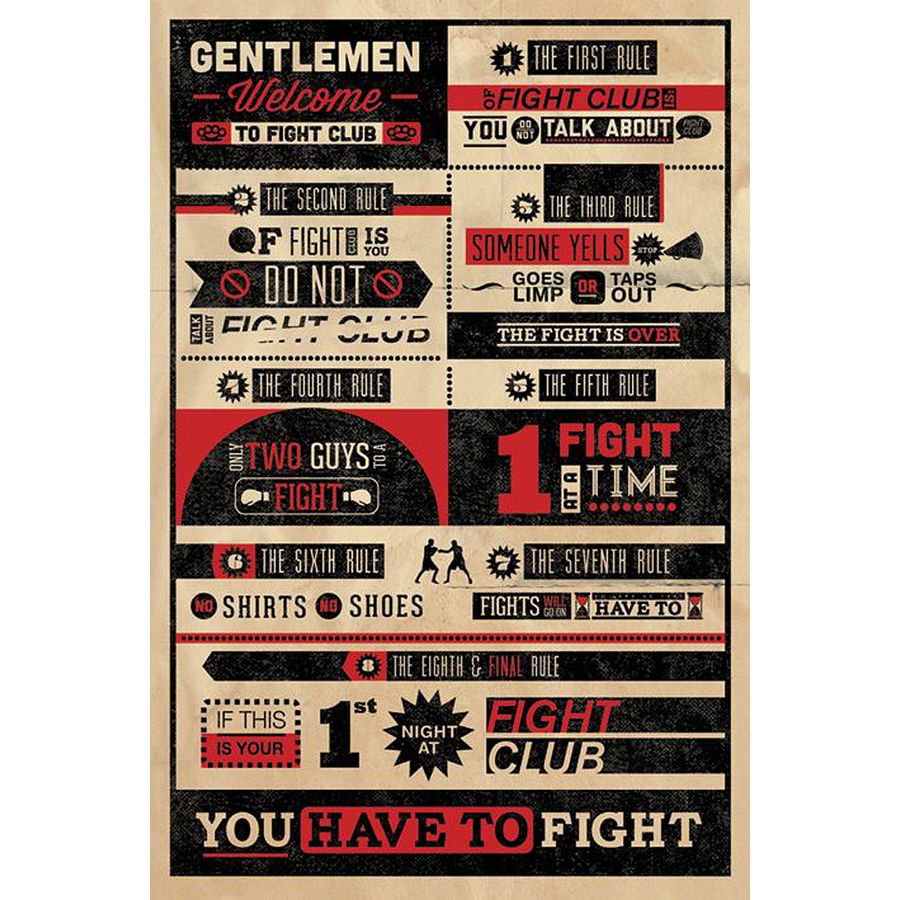 GENTLEMEN
Welcome
TO FIGHT CLUB
1 THE FIRST RULE
OF FIGHT CLUB IS:
YOU DO NOT TALK ABOUT FIGHT CLUB
2 THE SECOND RULE
OF FIGHT CLUB IS YOU
DO NOT
TALK ABOUT FIGHT CLUB
3 THE THIRD RULE
SOMEONE YELLS STOP
GOES LIMP OR TAPS OUT
THE FIGHT IS OVER
4 THE FOURTH RULE
ONLY TWO GUYS TO A
FIGHT
5 THE FIFTH RULE
1 FIGHT
AT A TIME
6 THE SIXTH RULE
NO SHIRTS NO SHOES
7 THE SEVENTH RULE
FIGHTS WILL GO ON
HAVE TO
8 THE EIGHTH & FINAL RULE
IF THIS
IS YOUR
1st
NIGHT
AT
FIGHT
CLUB
YOU HAVE TO FIGHT